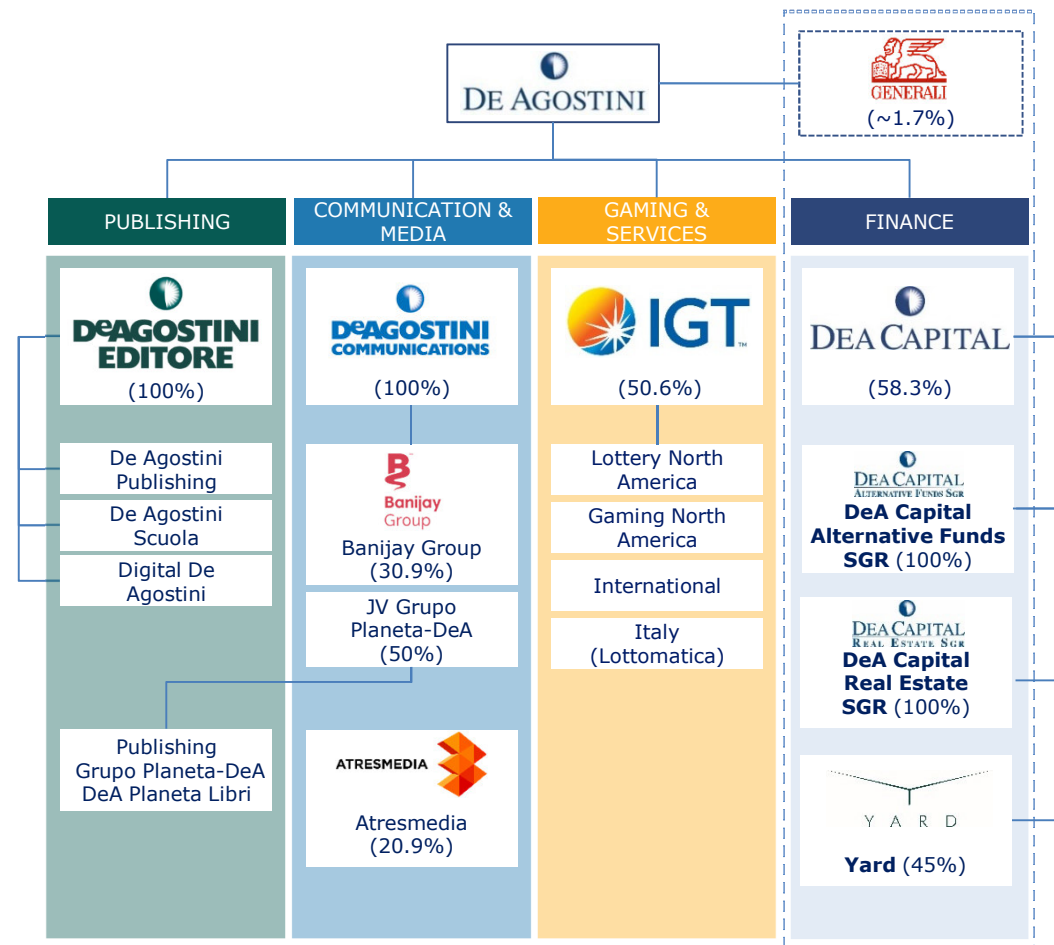 DE AGOSTINI
GENERALI
(~1.7%)
PUBLISHING
COMMUNICATION &
MEDIA
GAMING &
SERVICES
FINANCE
DeAGOSTINI
EDITORE
(100%)
De Agostini
Publishing
De Agostini
Scuola
Digital De
Agostini
Publishing
Grupo Planeta-DeA
DeA Planeta Libri
DeAGOSTINI
COMMUNICATIONS
(100%)
Banijay
Group
Banijay Group
(30.9%)
JV Grupo
Planeta-DeA
(50%)
ATRESMEDIA
Atresmedia
(20.9%)
IGT™
(50.6%)
Lottery North
America
Gaming North
America
International
Italy
(Lottomatica)
DEA CAPITAL
(58.3%)
DEA CAPITAL
ALTERNATIVE FUNDS SGR
DeA Capital
Alternative Funds
SGR (100%)
DEA CAPITAL
REAL ESTATE SGR
DeA Capital
Real Estate
SGR (100%)
YARD
Yard (45%)